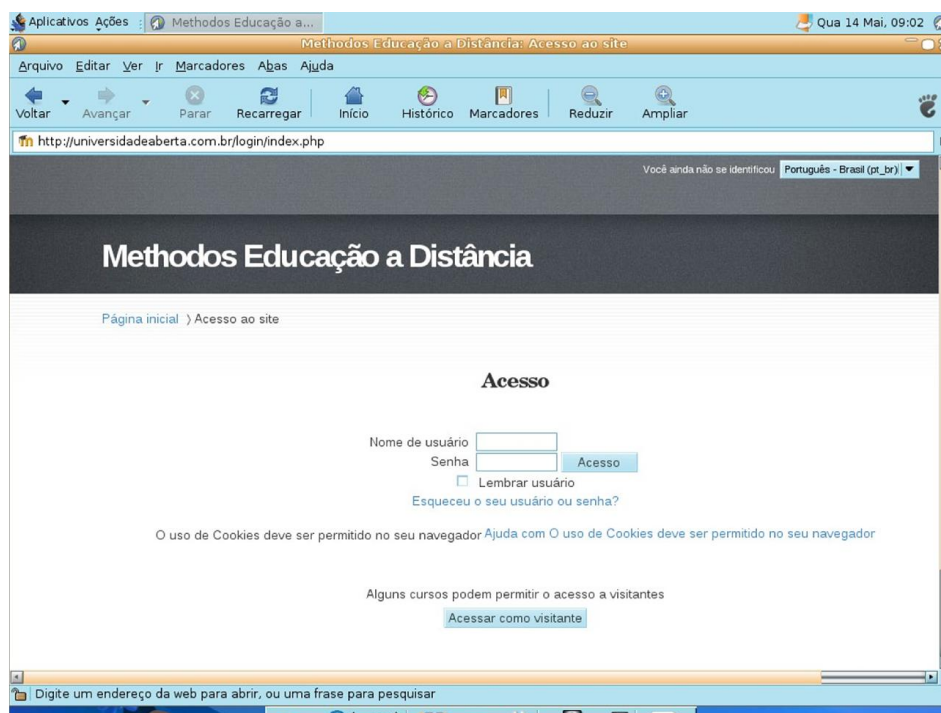 Aplicativos Ações Methodos Educação a... Qua 14 Mai, 09:02
Methodos Educação a Distância: Acesso ao site
Arquivo Editar Ver Ir Marcadores Abas Ajuda
Voltar Avançar Parar Recarregar Início Histórico Marcadores Reduzir Ampliar
http://universidadeaberta.com.br/login/index.php
Você ainda não se identificou Português - Brasil (pt_br)
Methodos Educação a Distância
Página inicial ⟩ Acesso ao site
Acesso
Nome de usuário
Senha Acesso
Lembrar usuário
Esqueceu o seu usuário ou senha?
O uso de Cookies deve ser permitido no seu navegador Ajuda com O uso de Cookies deve ser permitido no seu navegador
Alguns cursos podem permitir o acesso a visitantes
Acessar como visitante
Digite um endereço da web para abrir, ou uma frase para pesquisar